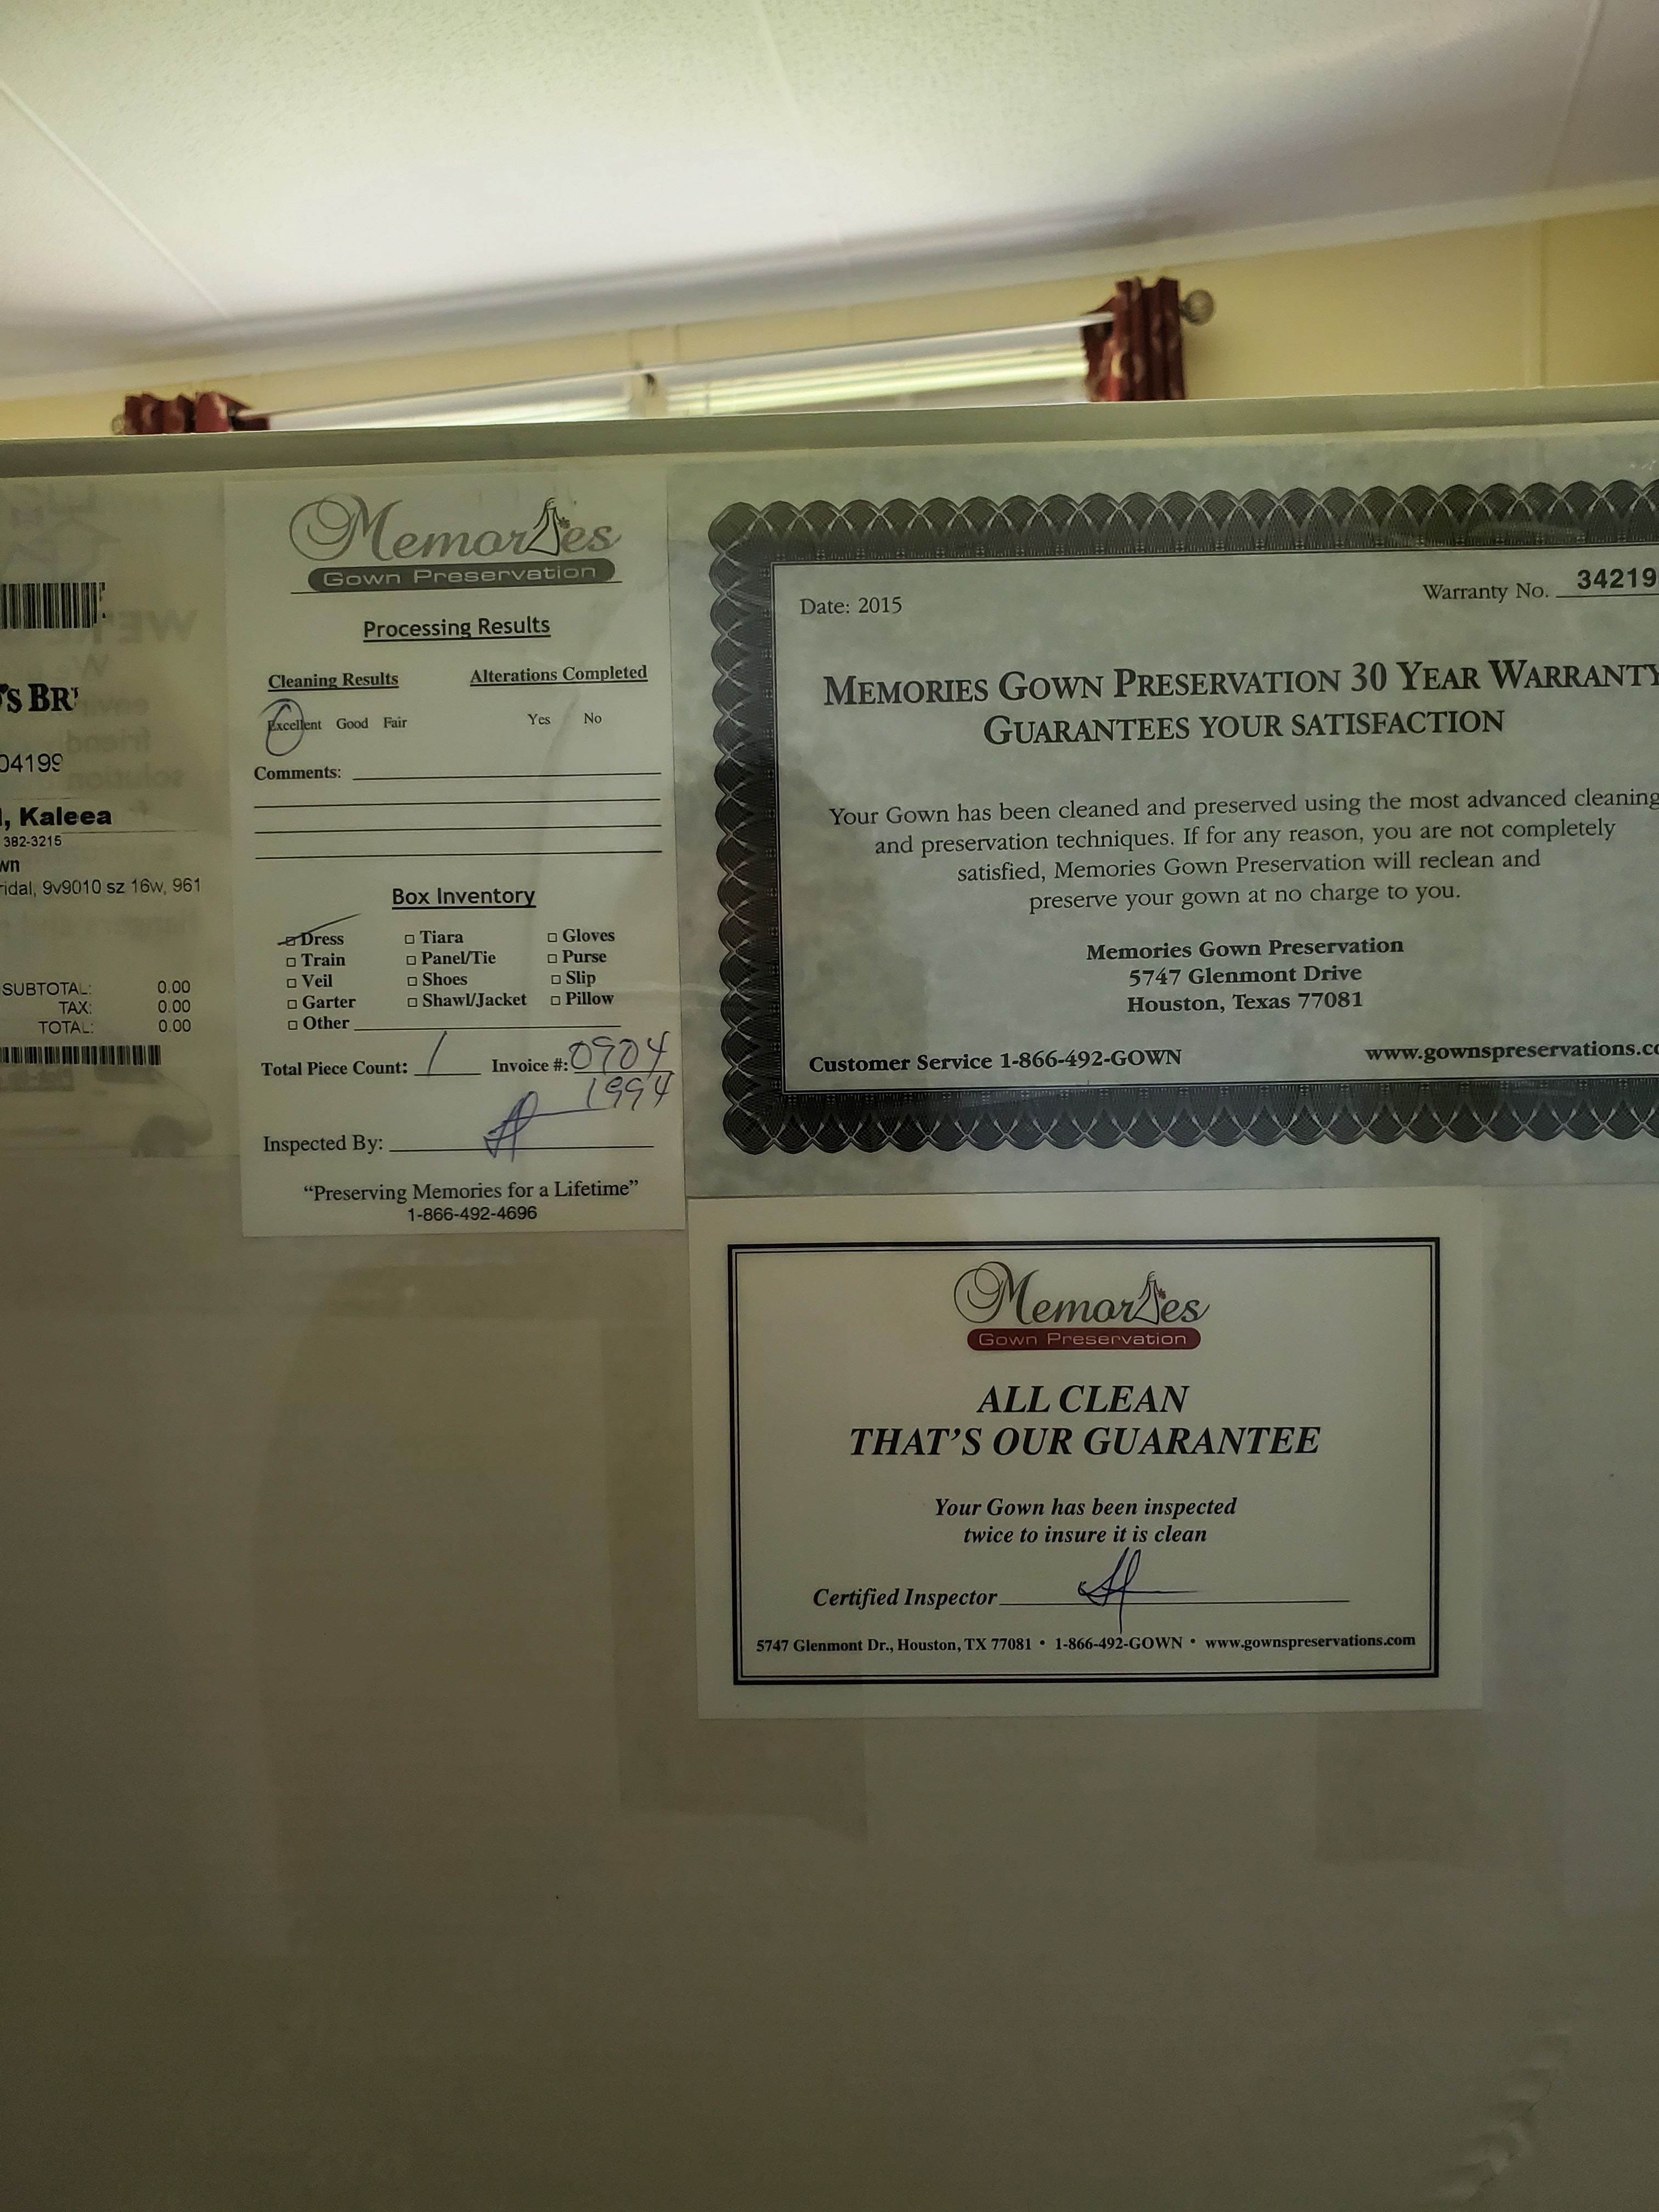 'S BR
04199
, Kaleea
382-3215
wn
ridal, 9v9010 sz 16w, 961
SUBTOTAL: 0.00
TAX: 0.00
TOTAL: 0.00
Memories
Gown Preservation
Processing Results
Cleaning Results Alterations Completed
Excellent Good Fair Yes No
Comments:
Box Inventory
Dress Tiara Gloves
Train Panel/Tie Purse
Veil Shoes Slip
Garter Shawl/Jacket Pillow
Other
Total Piece Count: 1 Invoice #: 0904
1994
Inspected By:
“Preserving Memories for a Lifetime”
1-866-492-4696
Date: 2015 Warranty No. 34219
MEMORIES GOWN PRESERVATION 30 YEAR WARRANTY
GUARANTEES YOUR SATISFACTION
Your Gown has been cleaned and preserved using the most advanced cleaning
and preservation techniques. If for any reason, you are not completely
satisfied, Memories Gown Preservation will reclean and
preserve your gown at no charge to you.
Memories Gown Preservation
5747 Glenmont Drive
Houston, Texas 77081
Customer Service 1-866-492-GOWN www.gownspreservations.co
Memories
Gown Preservation
ALL CLEAN
THAT'S OUR GUARANTEE
Your Gown has been inspected
twice to insure it is clean
Certified Inspector
5747 Glenmont Dr., Houston, TX 77081 • 1-866-492-GOWN • www.gownspreservations.com